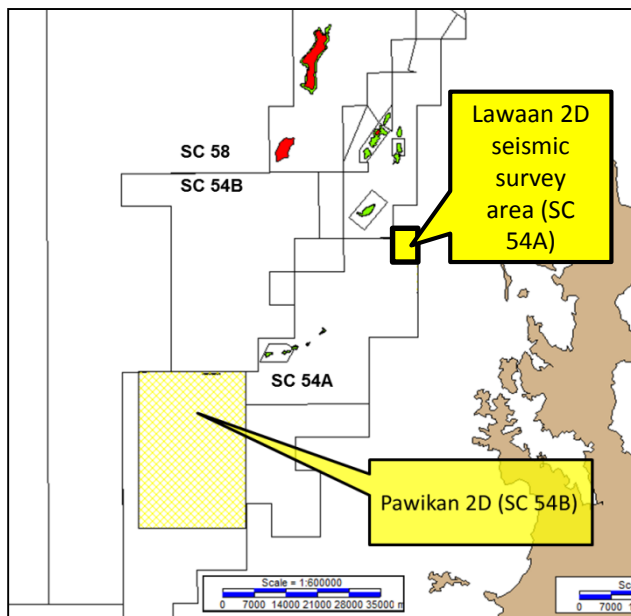 Lawaan 2D
seismic
survey
area (SC
54A)
SC 58
SC 54B
SC 54A
Pawikan 2D (SC 54B)
Scale = 1:600000
0 7000 14000 21000 28000 35000 m
Sc
0 7000